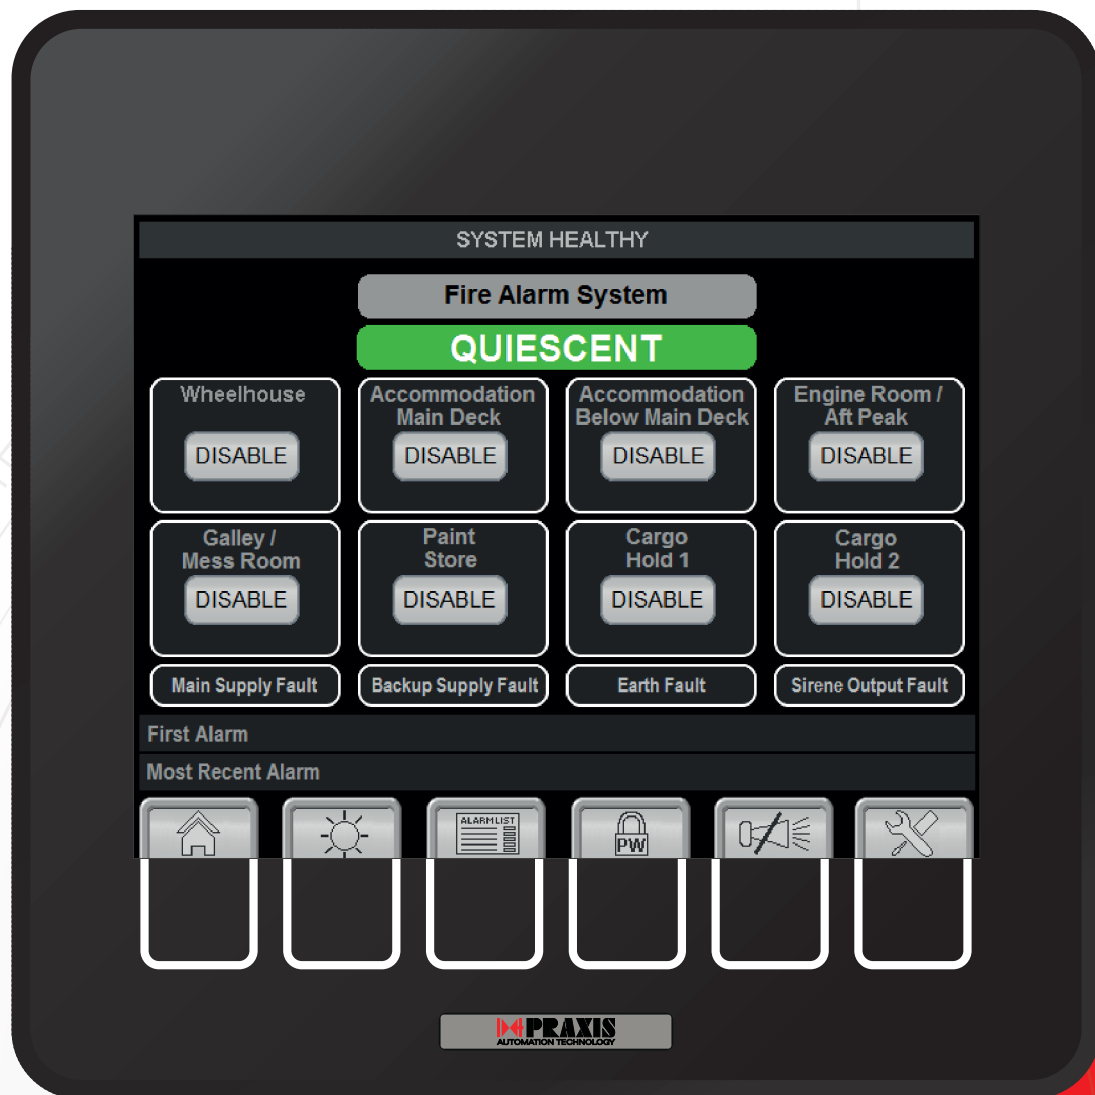 SYSTEM HEALTHY
Fire Alarm System
QUIESCENT
Wheelhouse
DISABLE
Accommodation
Main Deck
DISABLE
Accommodation
Below Main Deck
DISABLE
Engine Room /
Aft Peak
DISABLE
Galley /
Mess Room
DISABLE
Paint
Store
DISABLE
Cargo
Hold 1
DISABLE
Cargo
Hold 2
DISABLE
Main Supply Fault
Backup Supply Fault
Earth Fault
Sirene Output Fault
First Alarm
Most Recent Alarm
ALARMLIST
PW
PRAXIS
AUTOMATION TECHNOLOGY